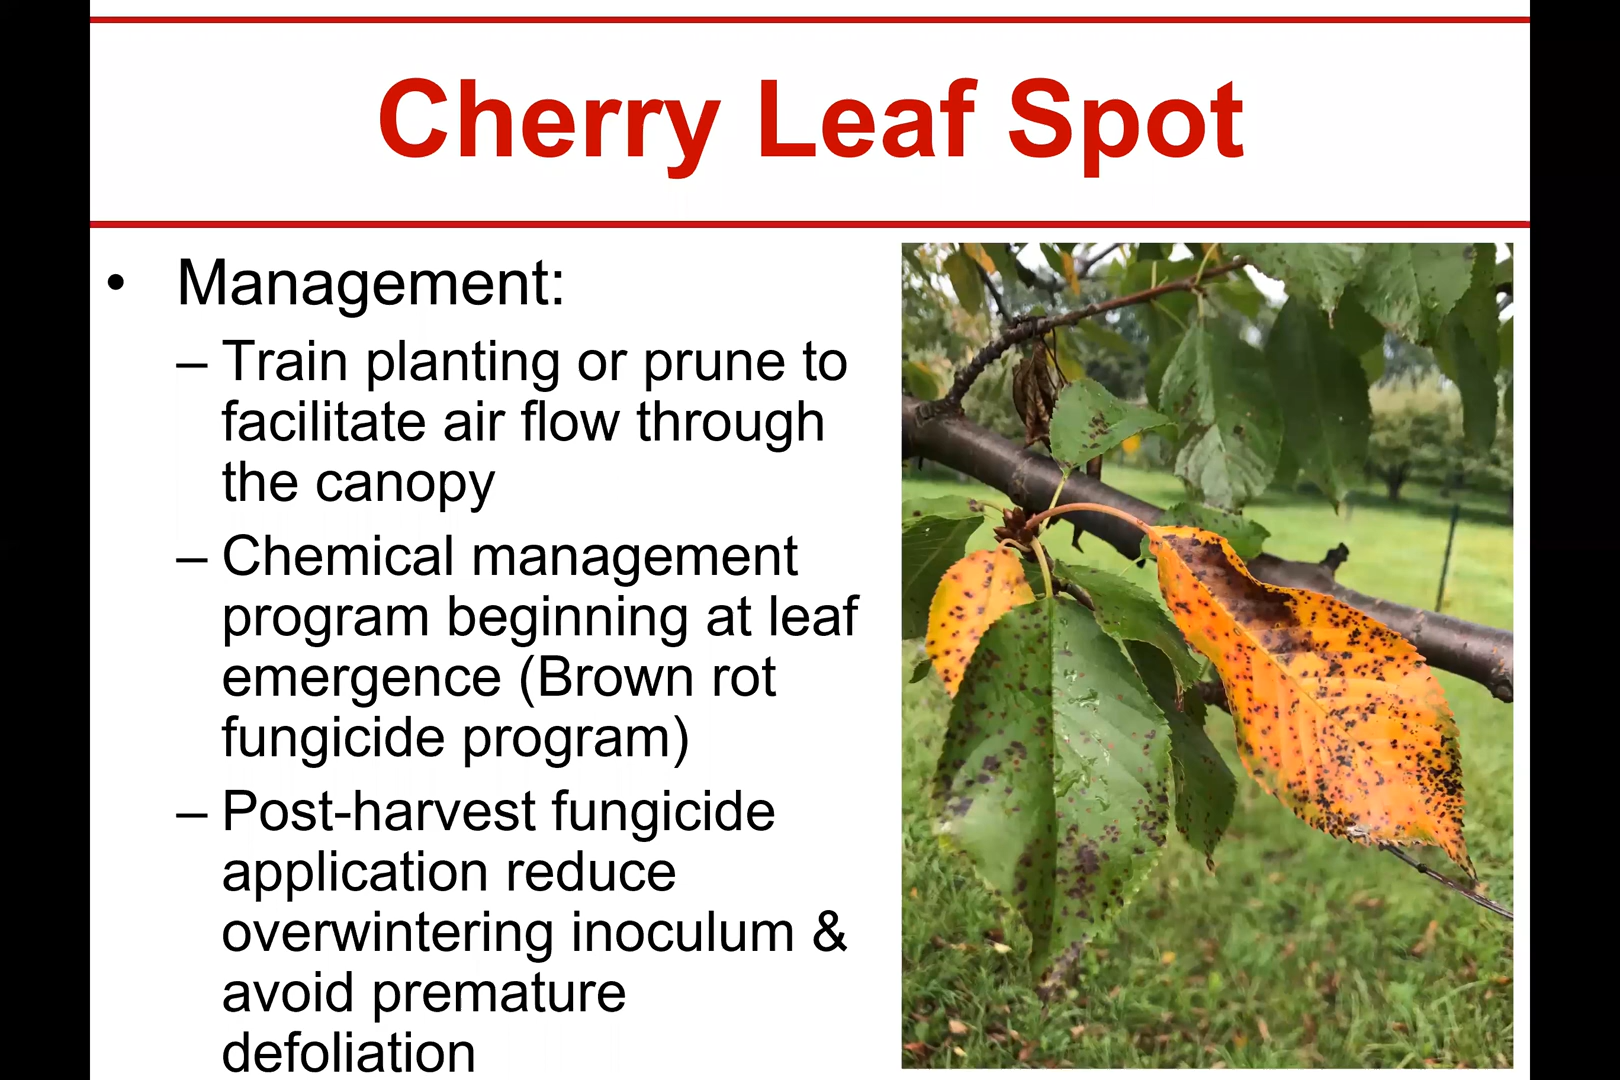 Cherry Leaf Spot
• Management:
– Train planting or prune to
facilitate air flow through
the canopy
– Chemical management
program beginning at leaf
emergence (Brown rot
fungicide program)
– Post-harvest fungicide
application reduce
overwintering inoculum &
avoid premature
defoliation